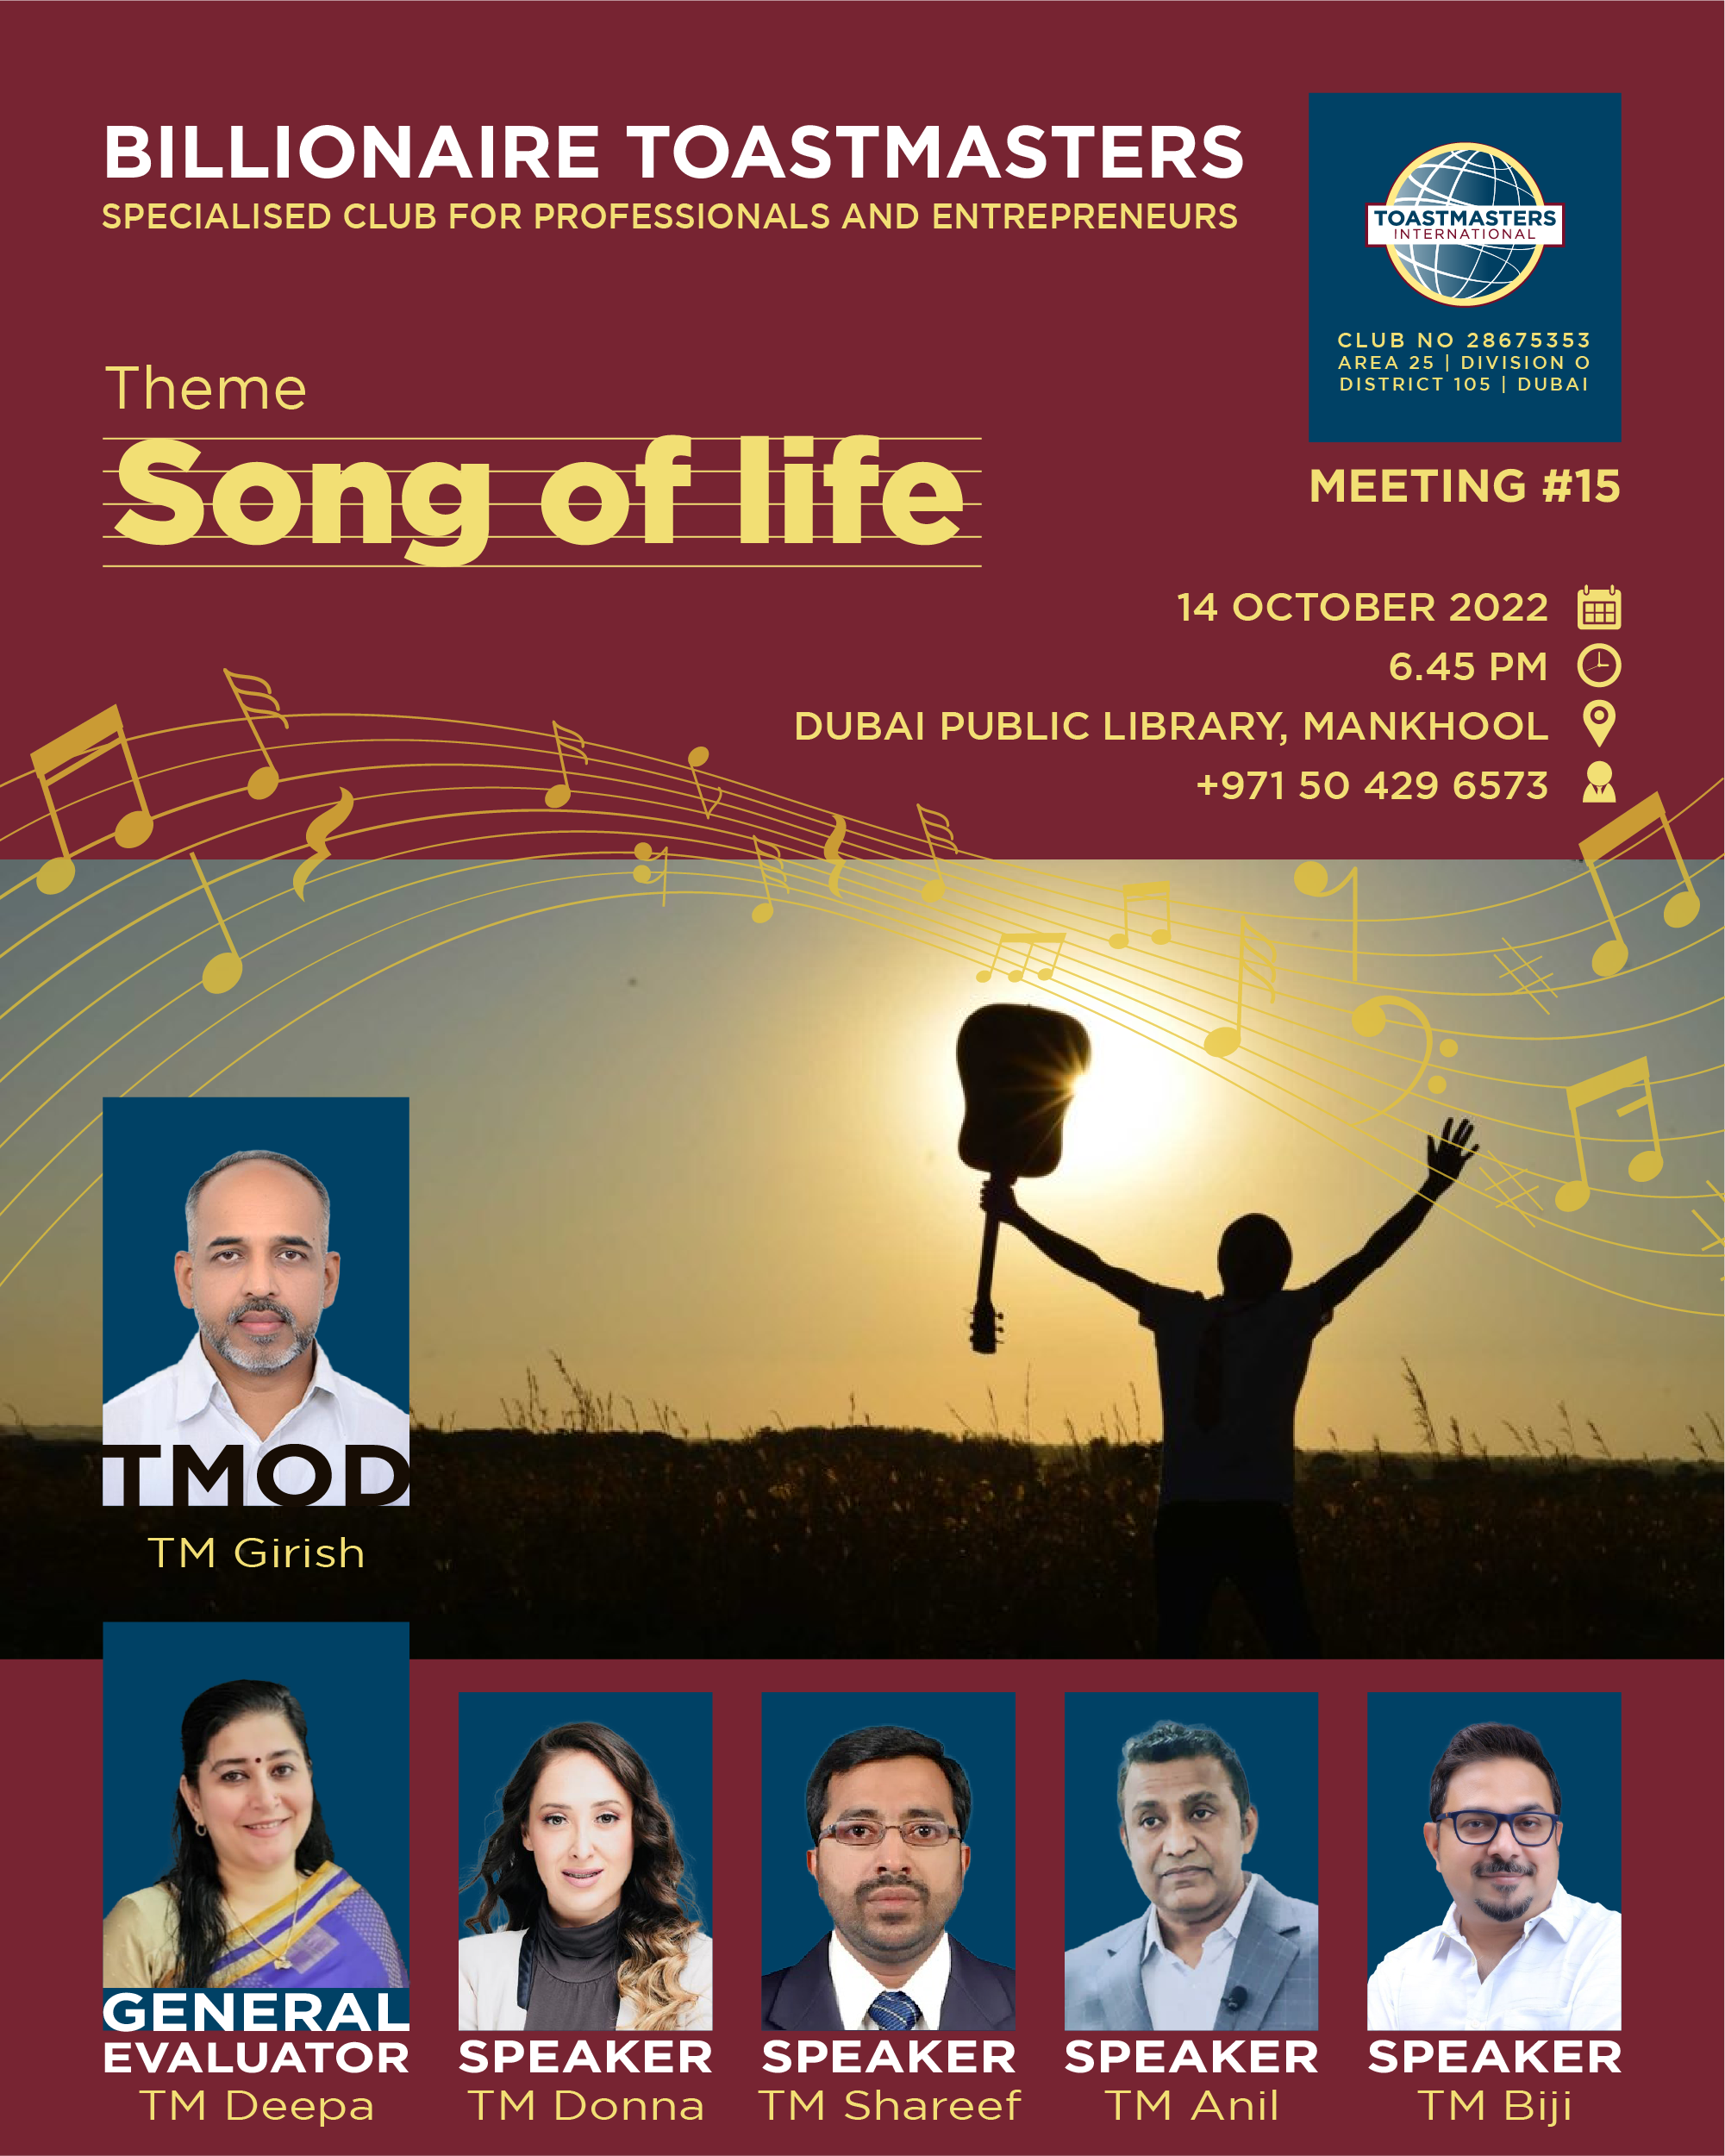 BILLIONAIRE TOASTMASTERS
SPECIALISED CLUB FOR PROFESSIONALS AND ENTREPRENEURS
TOASTMASTERS
INTERNATIONAL
CLUB NO 28675353
AREA 25 | DIVISION O
DISTRICT 105 | DUBAI
Theme
Song of life
MEETING #15
14 OCTOBER 2022
6.45 PM
DUBAI PUBLIC LIBRARY, MANKHOOL
+971 50 429 6573
TMOD
TM Girish
GENERAL
EVALUATOR
TM Deepa
SPEAKER
TM Donna
SPEAKER
TM Shareef
SPEAKER
TM Anil
SPEAKER
TM Biji